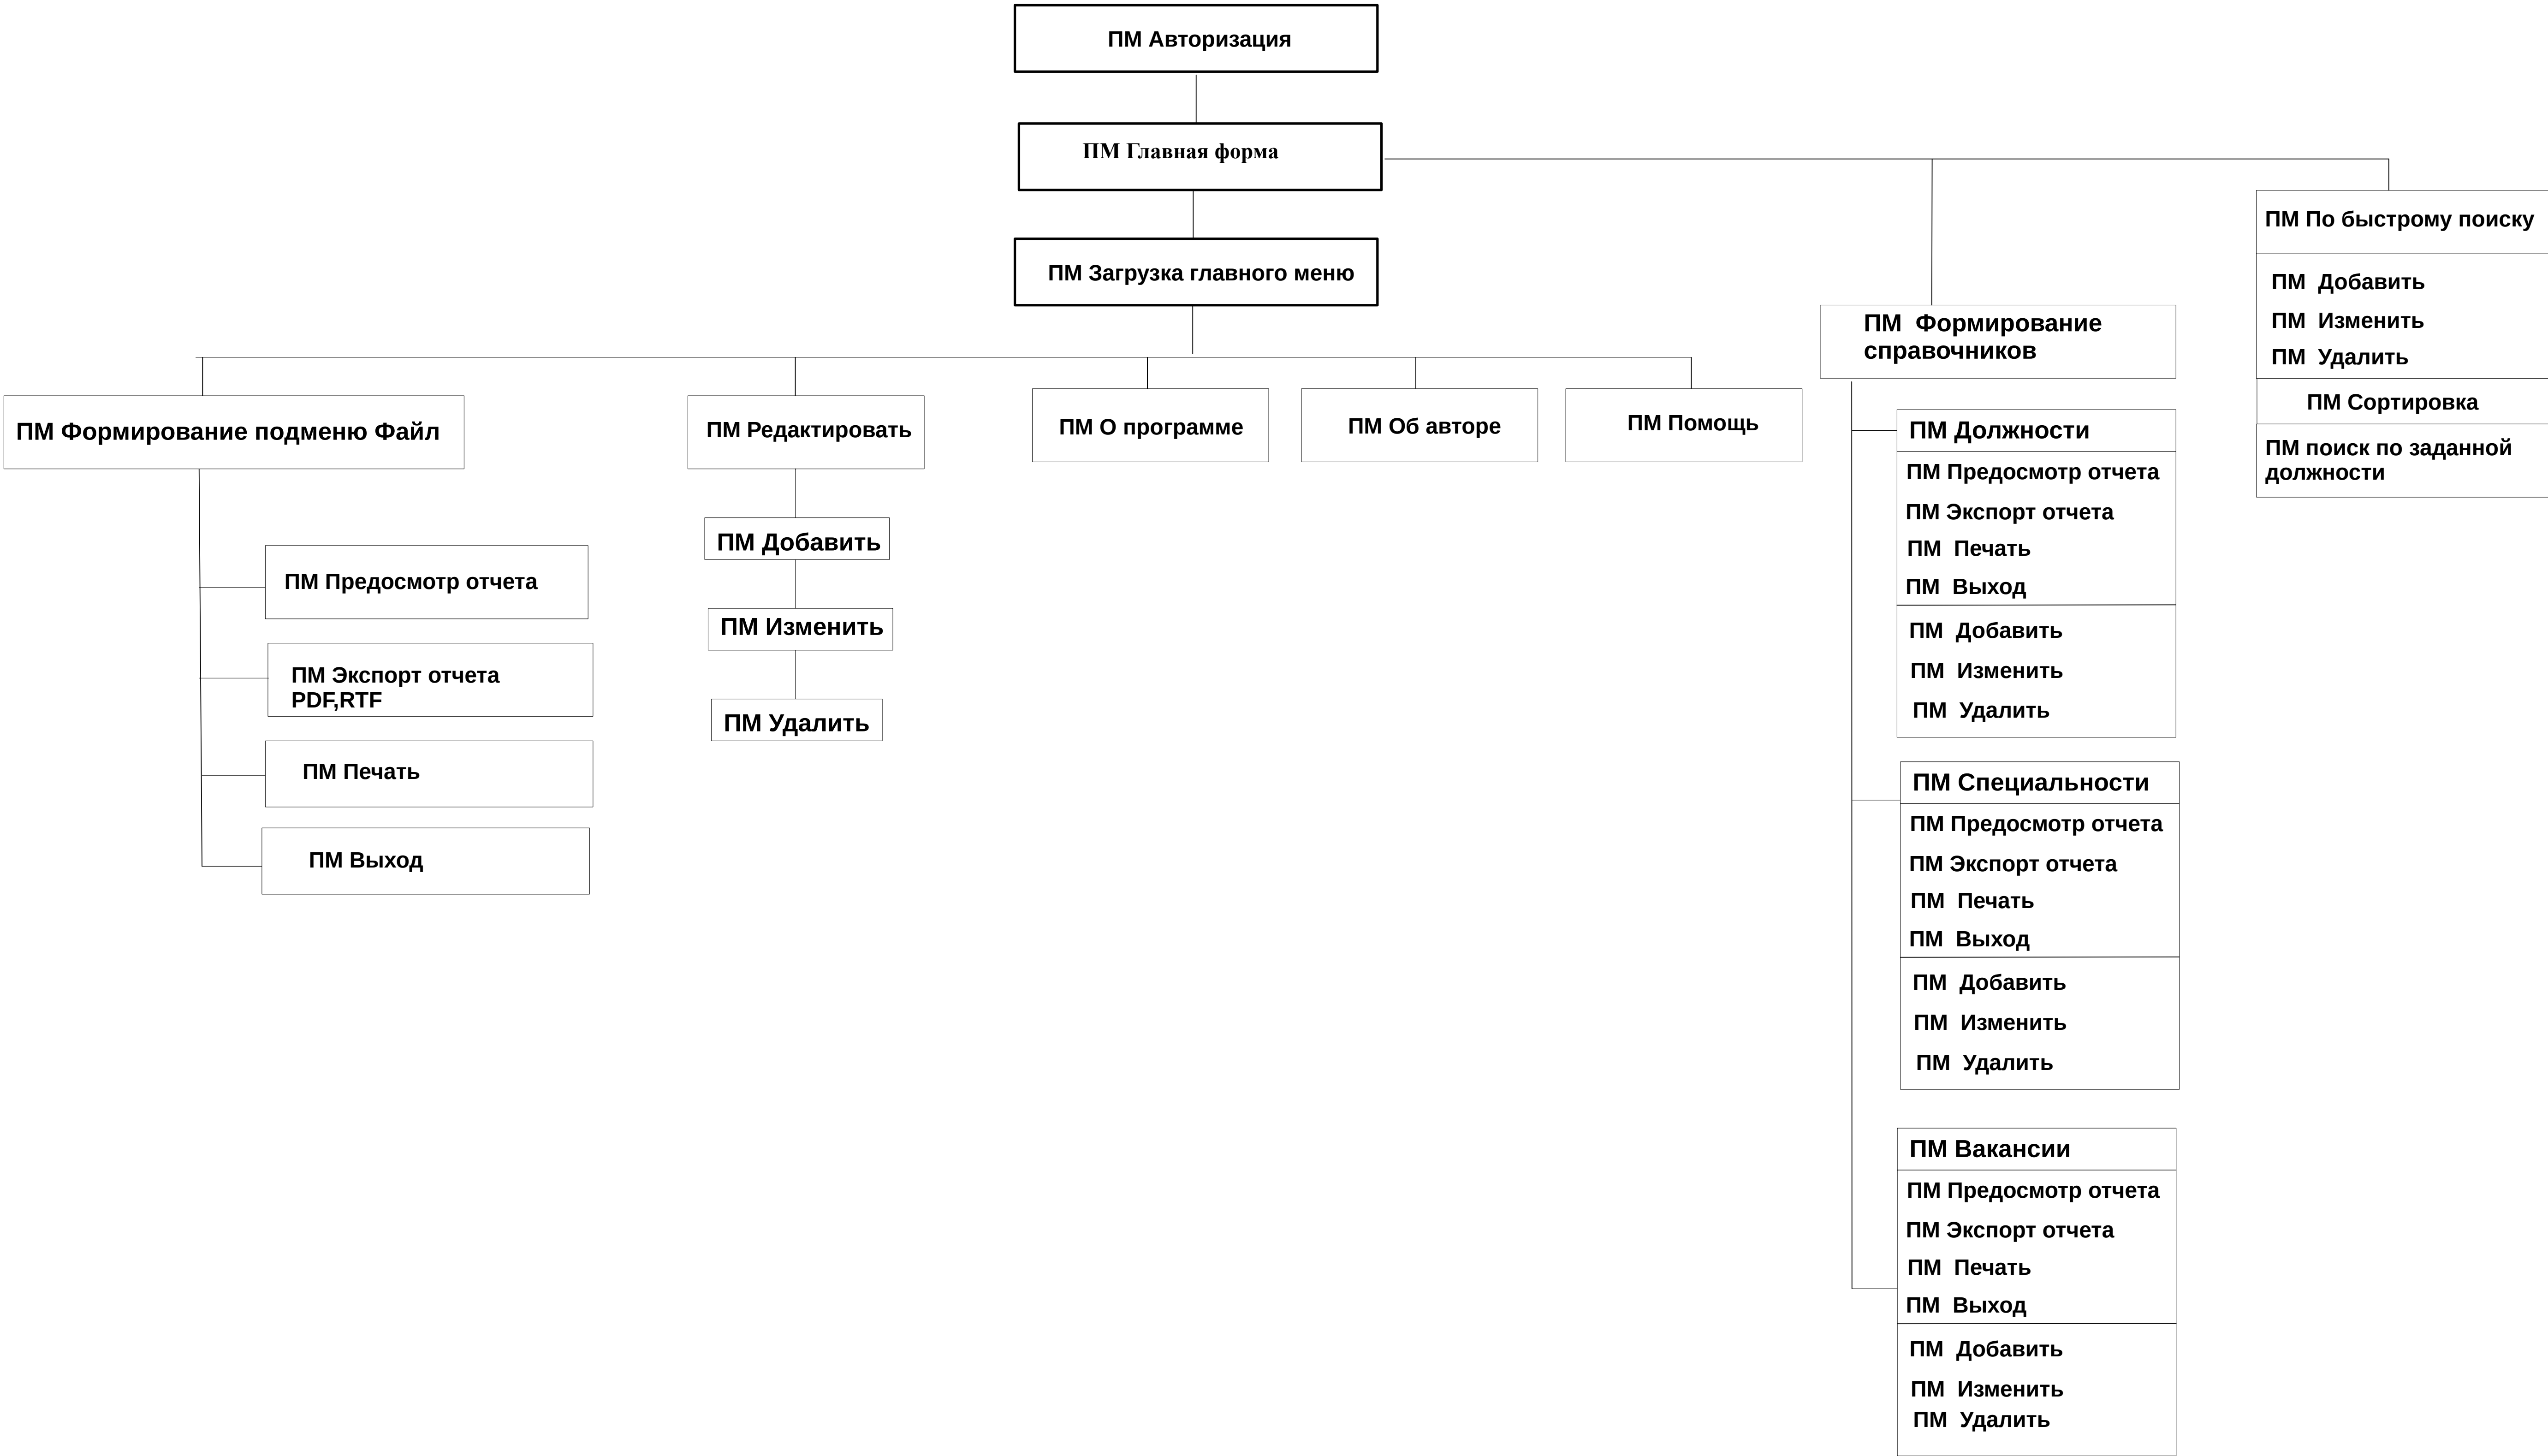 ПМ Авторизация
ПМ Главная форма
ПМ Загрузка главного меню
ПМ Формирование подменю Файл
ПМ Предосмотр отчета
ПМ Экспорт отчета
PDF,RTF
ПМ Печать
ПМ Выход
ПМ Редактировать
ПМ Добавить
ПМ Изменить
ПМ Удалить
ПМ О программе
ПМ Об авторе
ПМ Помощь
ПМ Формирование
справочников
ПМ Должности
ПМ Предосмотр отчета
ПМ Экспорт отчета
ПМ Печать
ПМ Выход
ПМ Добавить
ПМ Изменить
ПМ Удалить
ПМ Специальности
ПМ Предосмотр отчета
ПМ Экспорт отчета
ПМ Печать
ПМ Выход
ПМ Добавить
ПМ Изменить
ПМ Удалить
ПМ Вакансии
ПМ Предосмотр отчета
ПМ Экспорт отчета
ПМ Печать
ПМ Выход
ПМ Добавить
ПМ Изменить
ПМ Удалить
ПМ По быстрому поиску
ПМ Добавить
ПМ Изменить
ПМ Удалить
ПМ Сортировка
ПМ поиск по заданной
должности